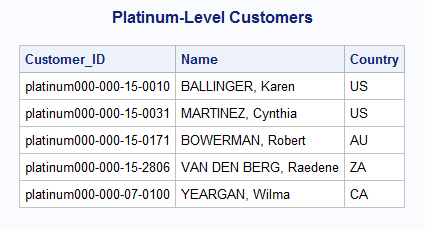 Platinum-Level Customers
Customer_ID Name Country
platinum000-000-15-0010 BALLINGER, Karen US
platinum000-000-15-0031 MARTINEZ, Cynthia US
platinum000-000-15-0171 BOWERMAN, Robert AU
platinum000-000-15-2806 VAN DEN BERG, Raedene ZA
platinum000-000-07-0100 YEARGAN, Wilma CA